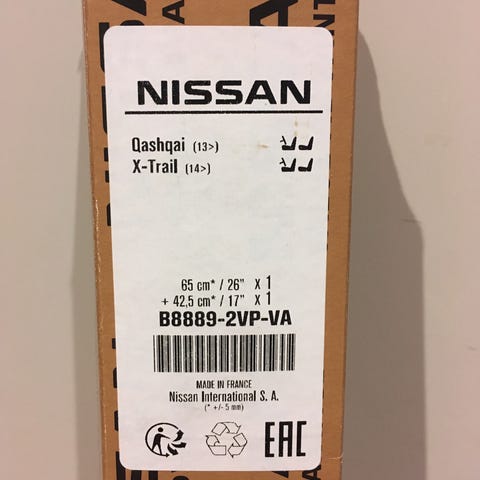 NISSAN
Qashqai (13>)
X-Trail (14>)
65 cm* / 26" x 1
+ 42,5 cm* / 17" x 1
B8889-2VP-VA
MADE IN FRANCE
Nissan International S. A.
(* +/- 5 mm)
EAC